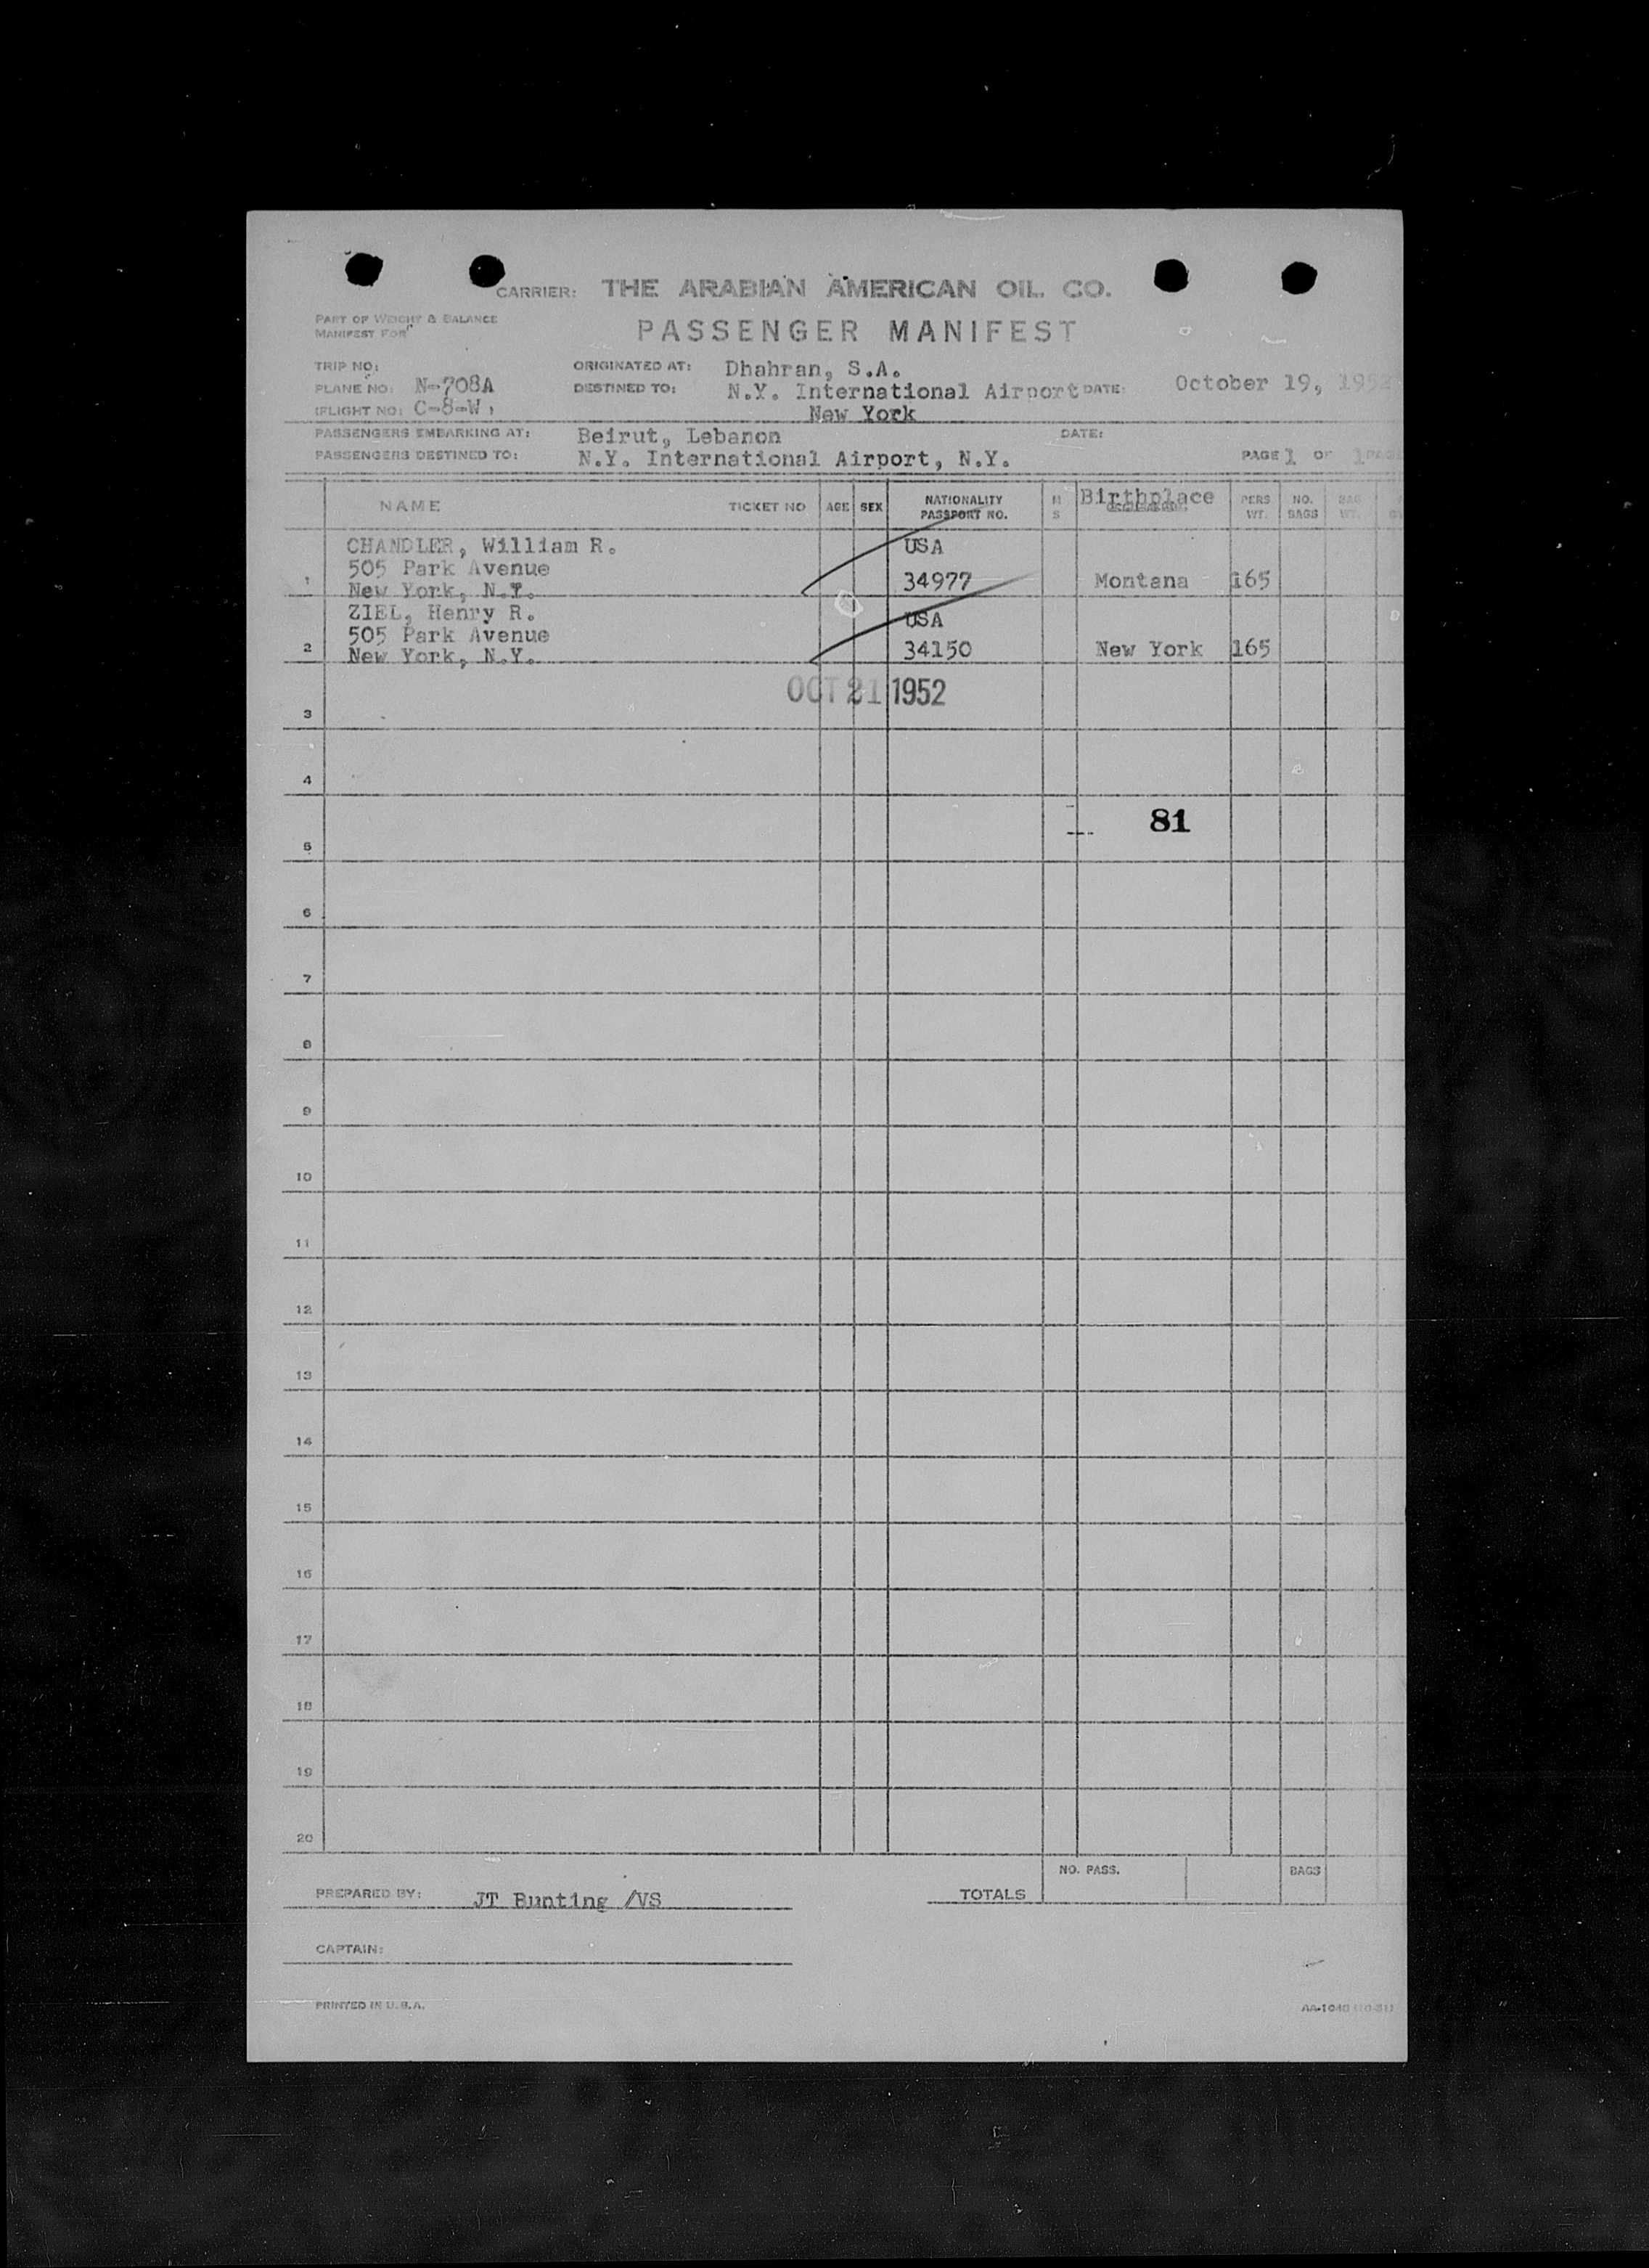 CARRIER: THE ARABIAN AMERICAN OIL CO.
PART OF WEIGHT & BALANCE
MANIFEST FOR
PASSENGER MANIFEST
TRIP NO:
ORIGINATED AT: Dhahran, S.A.
PLANE NO: N-708A
DESTINED TO: N.Y. International Airport DATE: October 19, 1952
FLIGHT NO: C-8-W
New York
PASSENGERS EMBARKING AT: Beirut, Lebanon DATE:
PASSENGERS DESTINED TO: N.Y. International Airport, N.Y. PAGE 1 OF 1
NAME TICKET NO AGE SEX NATIONALITY PASSPORT NO. M S Birthplace PERS WT. NO. BAGS BAG WT.
CHANDLER, William R. USA
505 Park Avenue
1 New York, N.Y. 34977 Montana 165
ZIEL, Henry R. USA
505 Park Avenue
2 New York, N.Y. 34150 New York 165
OCT 21 1952
3
4
81
5
6
7
8
9
10
11
12
13
14
15
16
17
18
19
20
NO. PASS. BAGS
PREPARED BY: JT Bunting /VS TOTALS
CAPTAIN:
PRINTED IN U.S.A.